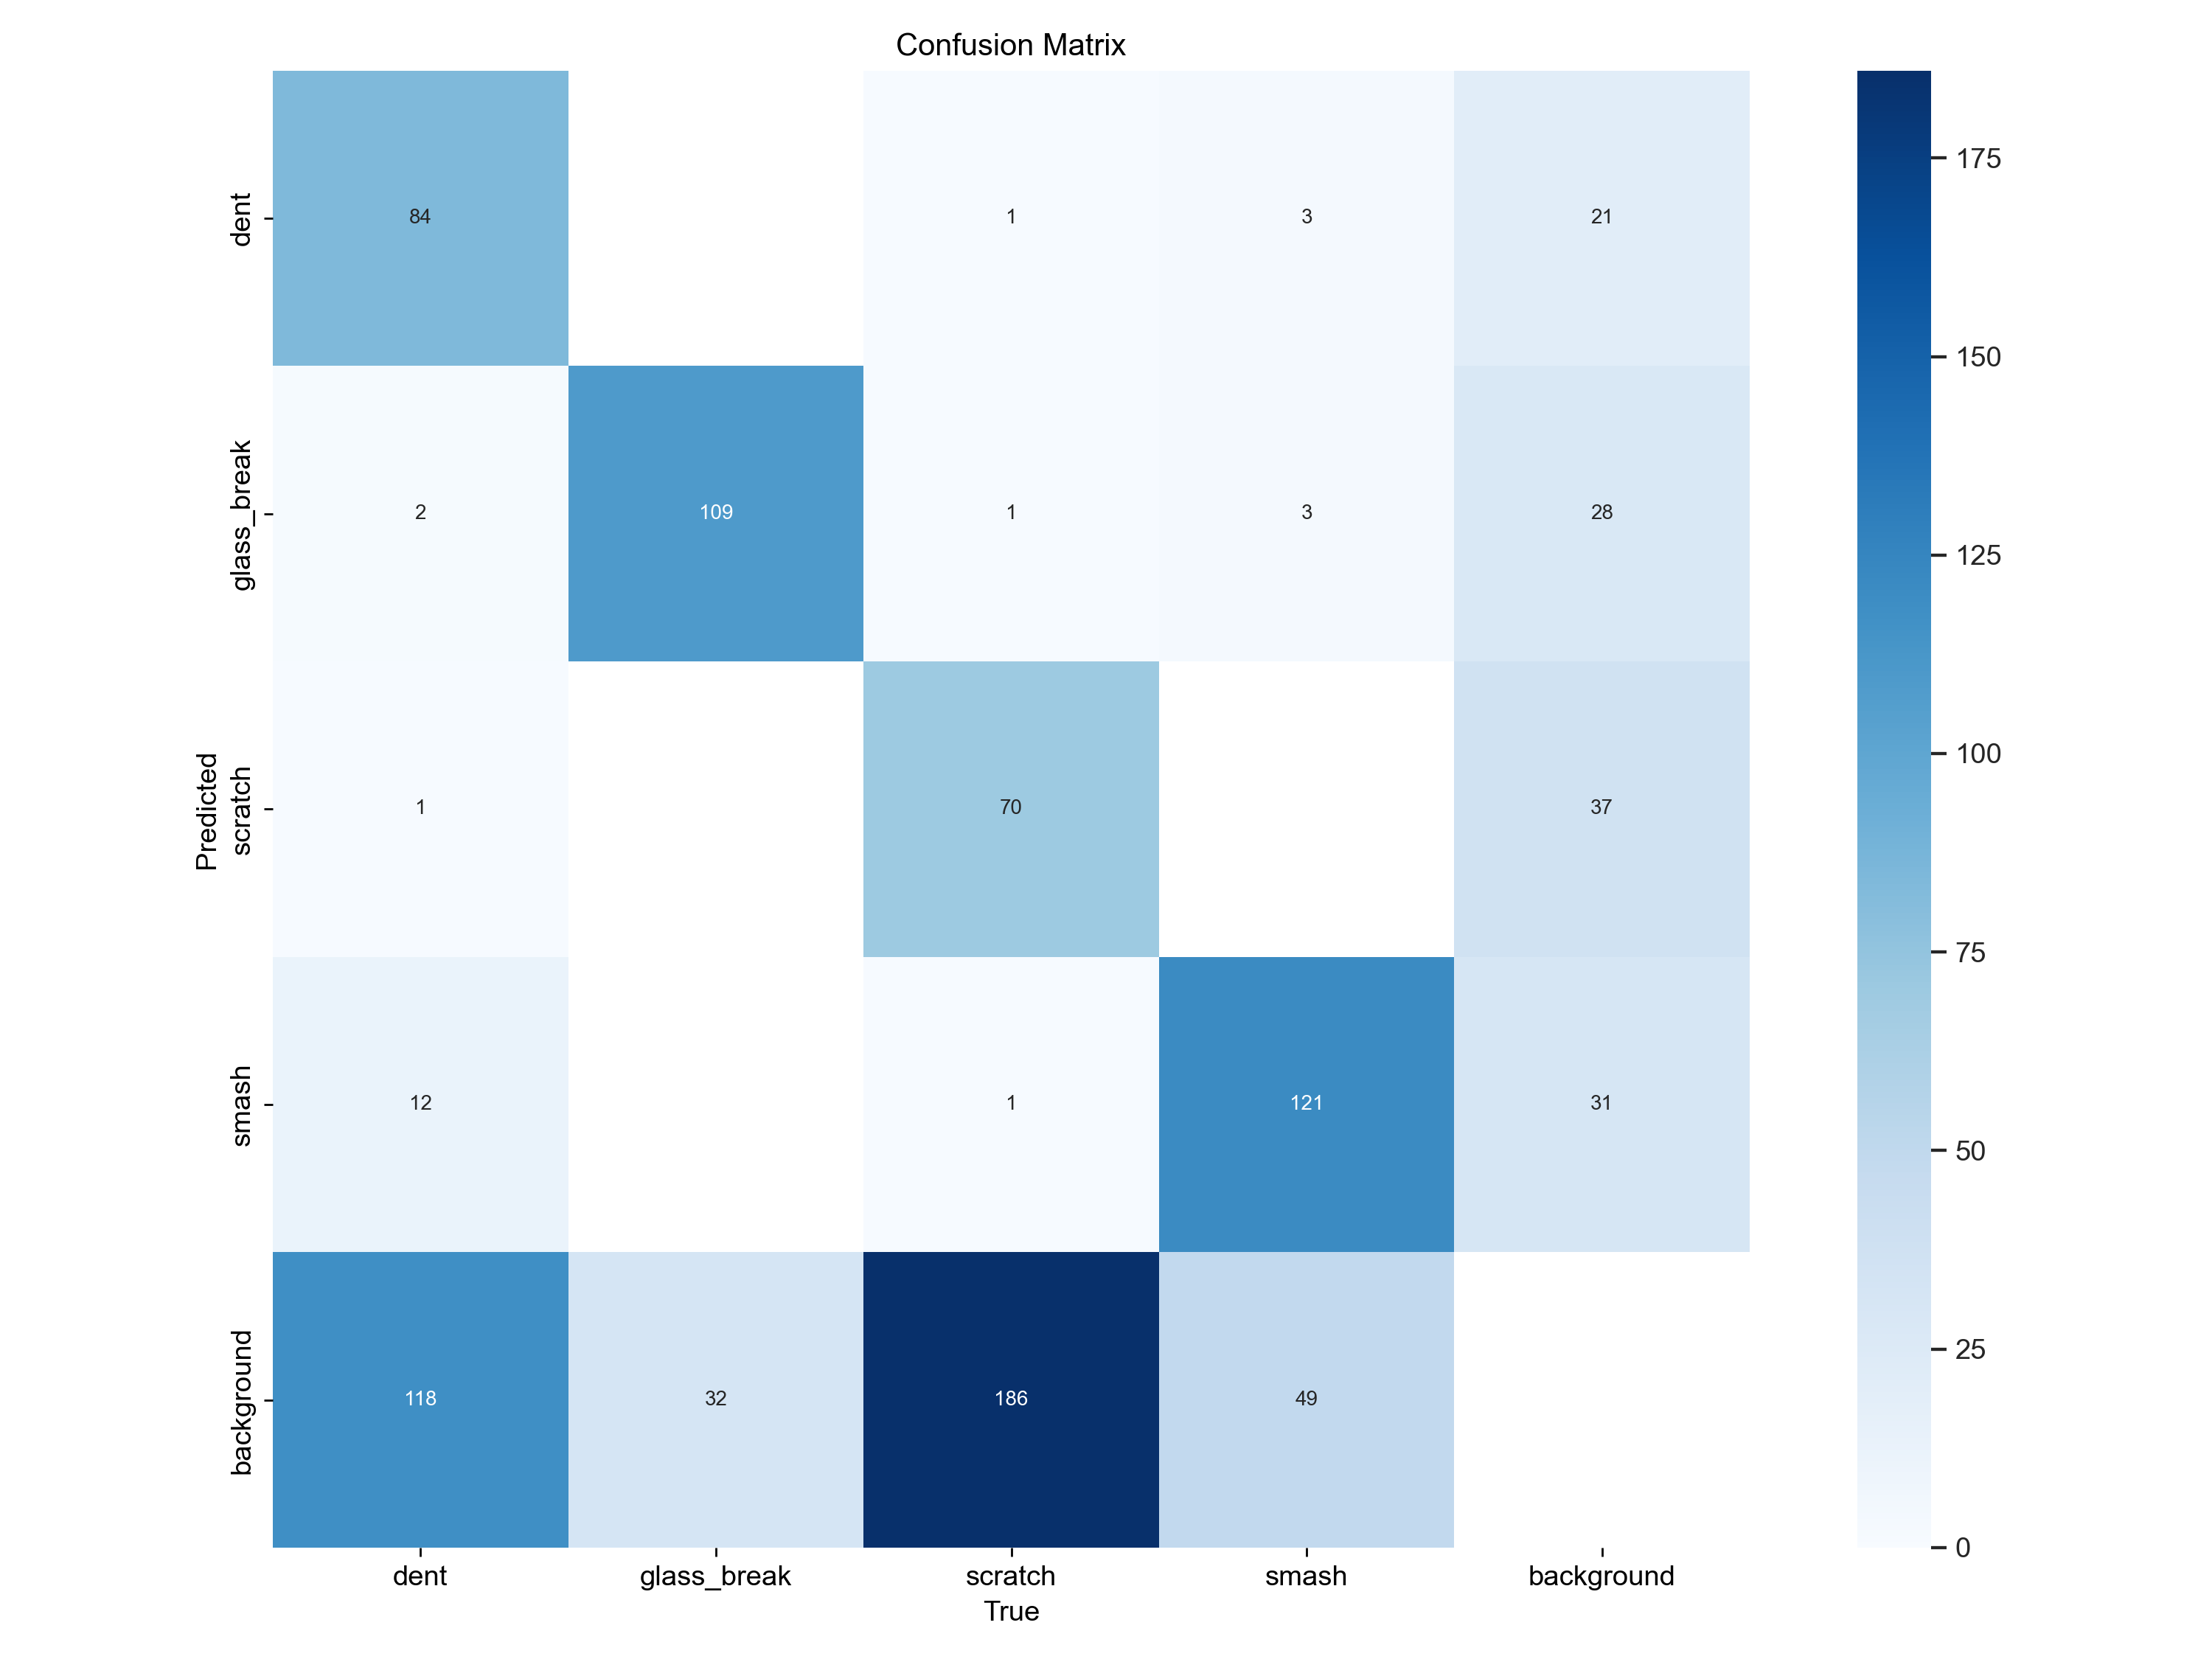 Confusion Matrix
dent
84
1
3
21
glass_break
2
109
1
3
28
Predicted
scratch
1
70
37
smash
12
1
121
31
background
118
32
186
49
dent
glass_break
scratch
smash
background
True
175
150
125
100
75
50
25
0